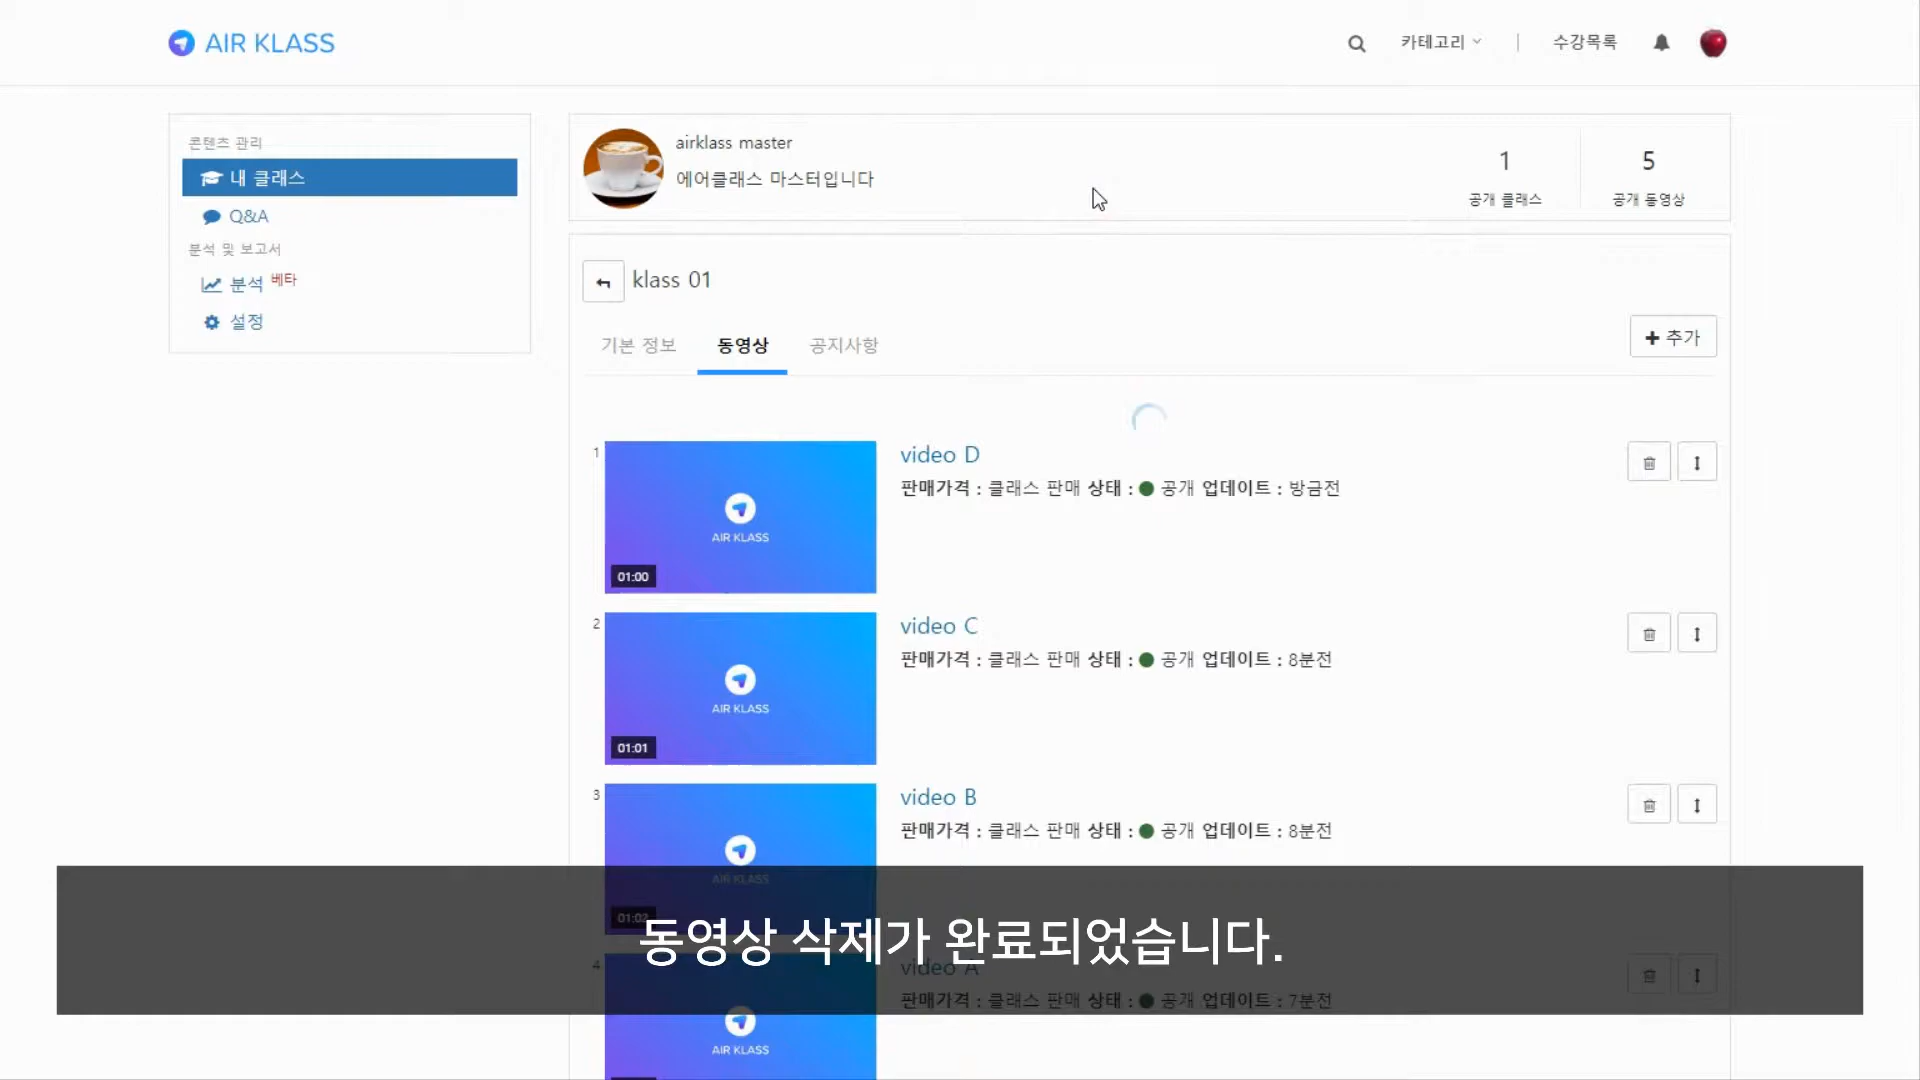 AIR KLASS
카테고리
수강목록
콘텐츠 관리
내 클래스
Q&A
분석 및 보고서
분석 베타
설정
airklass master
에어클래스 마스터입니다
1
공개 클래스
5
공개 동영상
klass 01
기본 정보
동영상
공지사항
추가
1
AIR KLASS
01:00
video D
판매가격 : 클래스 판매 상태 : 공개 업데이트 : 방금전
2
AIR KLASS
01:01
video C
판매가격 : 클래스 판매 상태 : 공개 업데이트 : 8분전
3
AIR KLASS
01:02
video B
판매가격 : 클래스 판매 상태 : 공개 업데이트 : 8분전
동영상 삭제가 완료되었습니다.
4
AIR KLASS
video A
판매가격 : 클래스 판매 상태 : 공개 업데이트 : 7분전